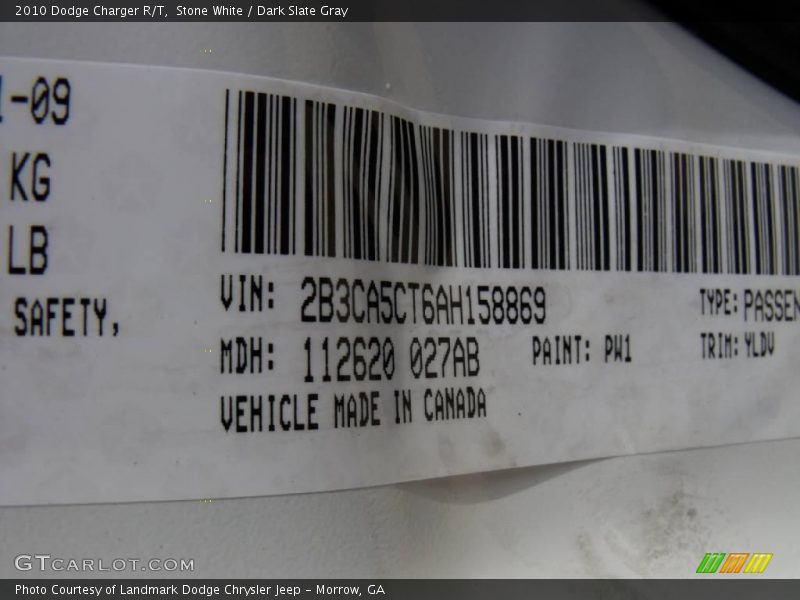 2010 Dodge Charger R/T, Stone White / Dark Slate Gray
-09
KG
LB
SAFETY,
VIN: 2B3CA5CT6AH158869 TYPE: PASSEN
MDH: 112620 027AB PAINT: PW1 TRIM: YLDV
VEHICLE MADE IN CANADA
GTCARLOT.COM
Photo Courtesy of Landmark Dodge Chrysler Jeep - Morrow, GA